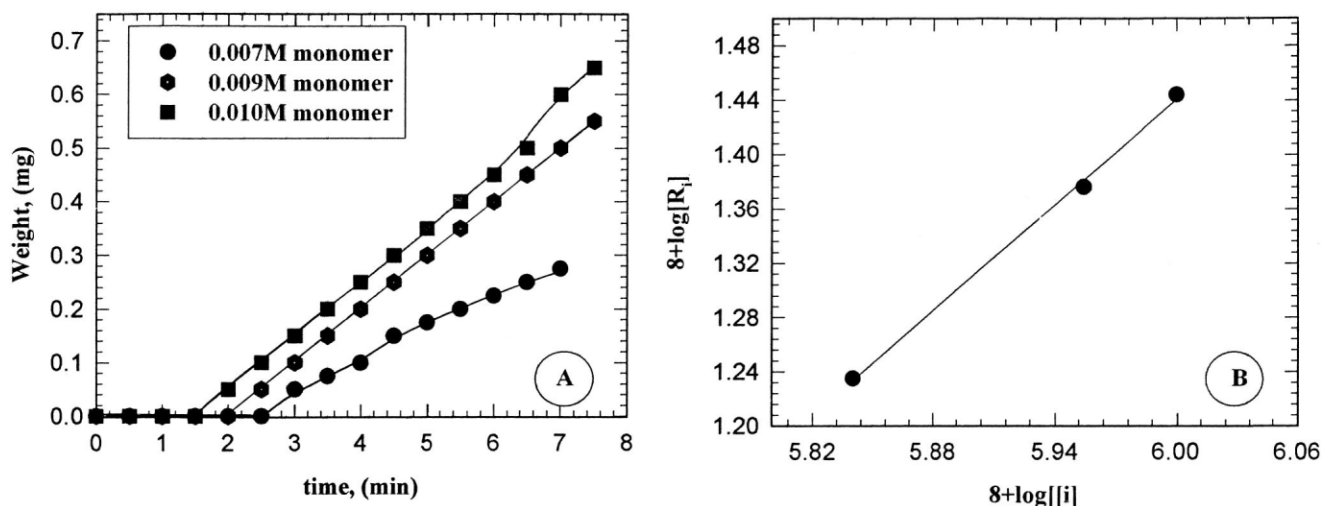 0.7
0.6
0.5
0.4
0.3
0.2
0.1
0.0
Weight, (mg)
0.007M monomer
0.009M monomer
0.010M monomer
A
0 1 2 3 4 5 6 7 8
time, (min)
1.48
1.44
1.40
1.36
1.32
1.28
1.24
1.20
8+log[Ri]
B
5.82 5.88 5.94 6.00 6.06
8+log[[i]